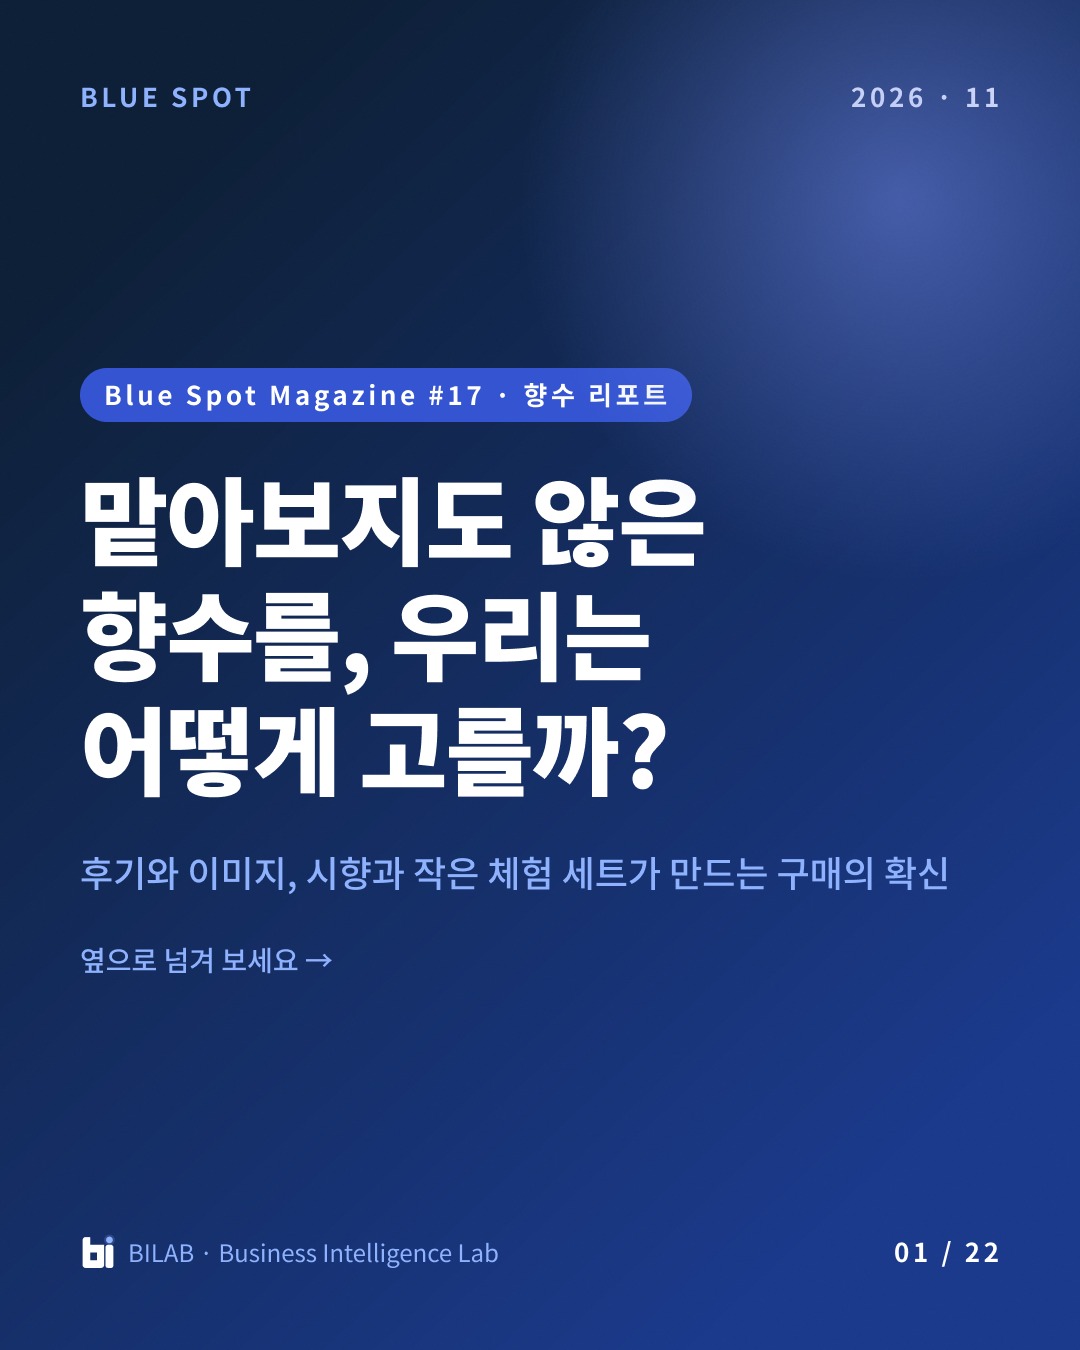 BLUE SPOT
2026 · 11
Blue Spot Magazine #17 · 향수 리포트
맡아보지도 않은
향수를, 우리는
어떻게 고를까?
후기와 이미지, 시향과 작은 체험 세트가 만드는 구매의 확신
옆으로 넘겨 보세요 →
bi BILAB · Business Intelligence Lab
01 / 22